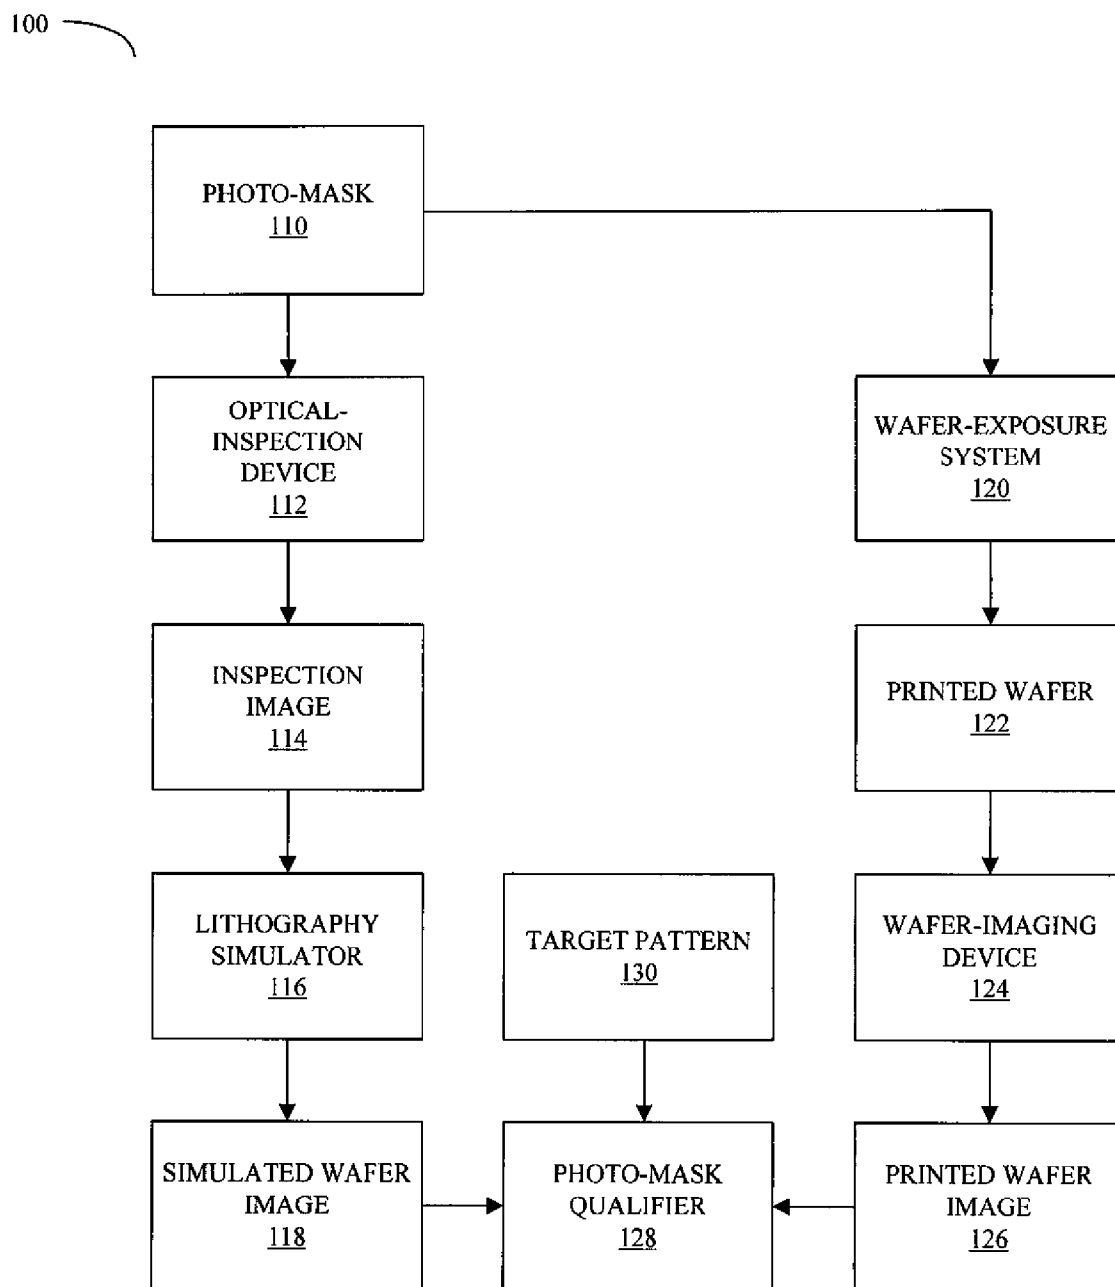 100
PHOTO-MASK
110
OPTICAL-
INSPECTION
DEVICE
112
WAFER-EXPOSURE
SYSTEM
120
INSPECTION
IMAGE
114
PRINTED WAFER
122
LITHOGRAPHY
SIMULATOR
116
TARGET PATTERN
130
WAFER-IMAGING
DEVICE
124
SIMULATED WAFER
IMAGE
118
PHOTO-MASK
QUALIFIER
128
PRINTED WAFER
IMAGE
126